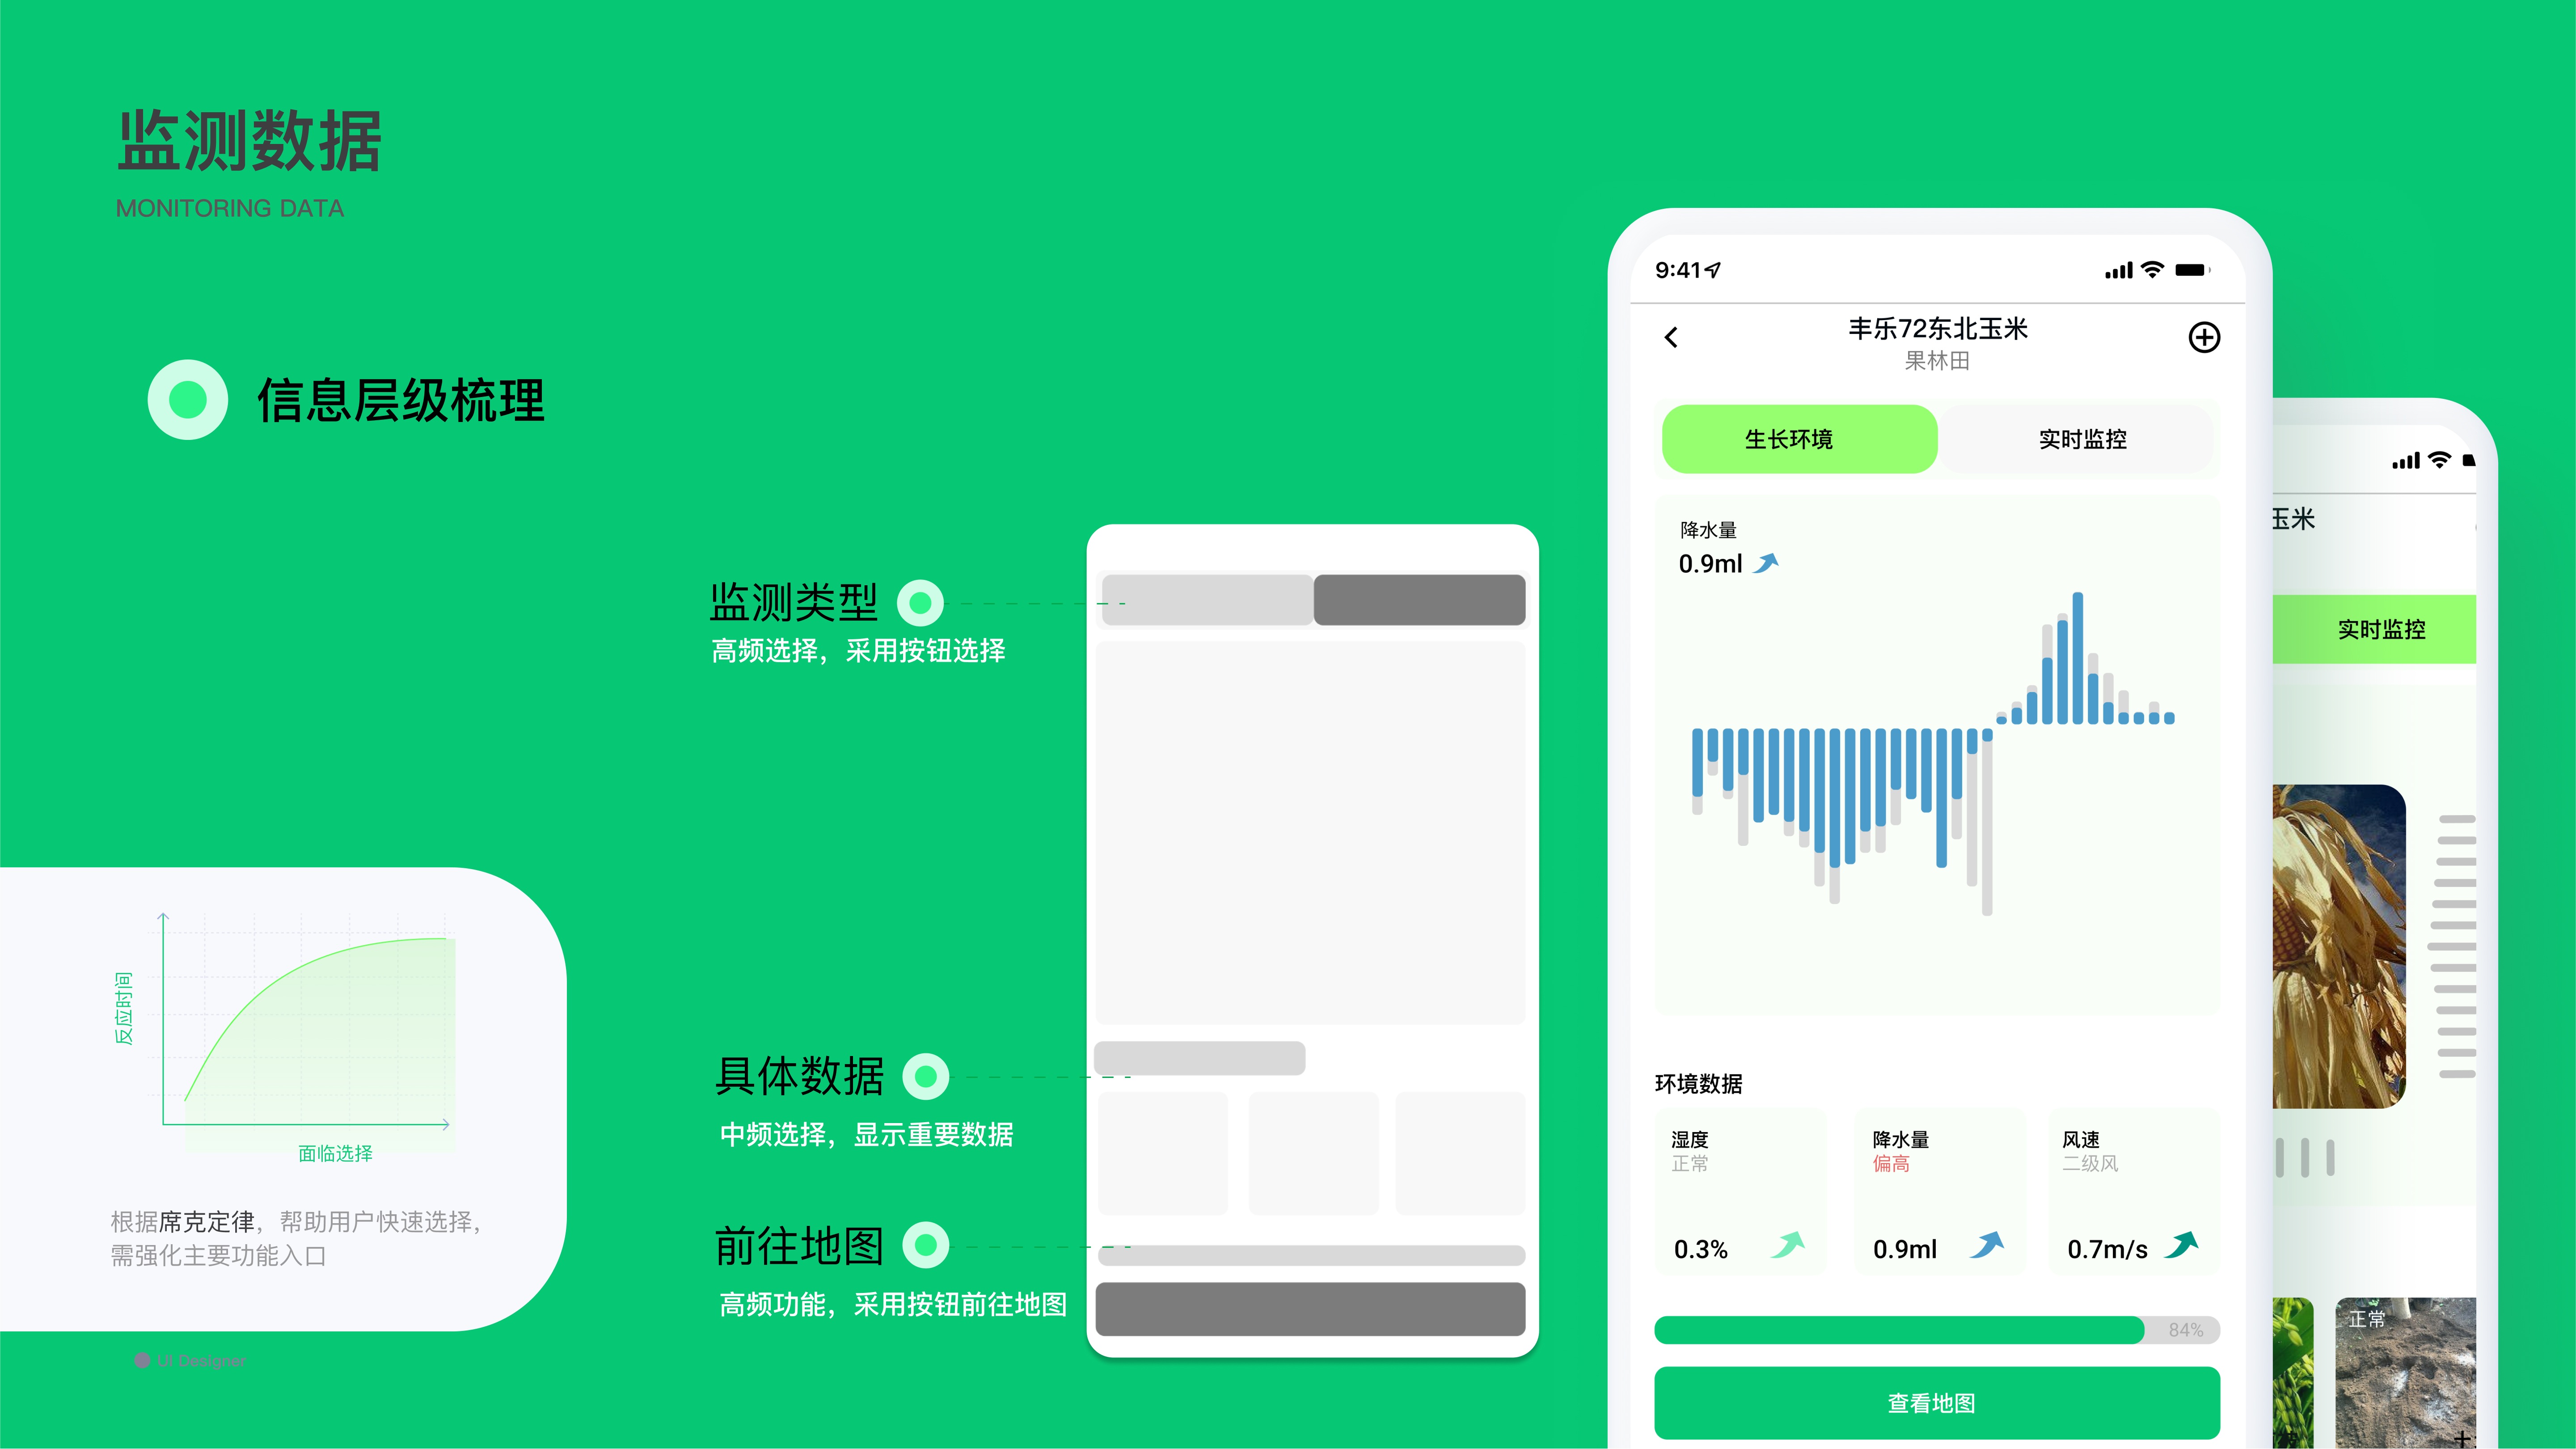 监测数据
MONITORING DATA
信息层级梳理
监测类型
高频选择，采用按钮选择
具体数据
中频选择，显示重要数据
前往地图
高频功能，采用按钮前往地图
反应时间
面临选择
根据席克定律，帮助用户快速选择，
需强化主要功能入口
UI Designer
9:41
丰乐72东北玉米
果林田
生长环境
实时监控
降水量
0.9ml
环境数据
湿度
正常
0.3%
降水量
偏高
0.9ml
风速
二级风
0.7m/s
84%
查看地图
玉米
实时监控
正常